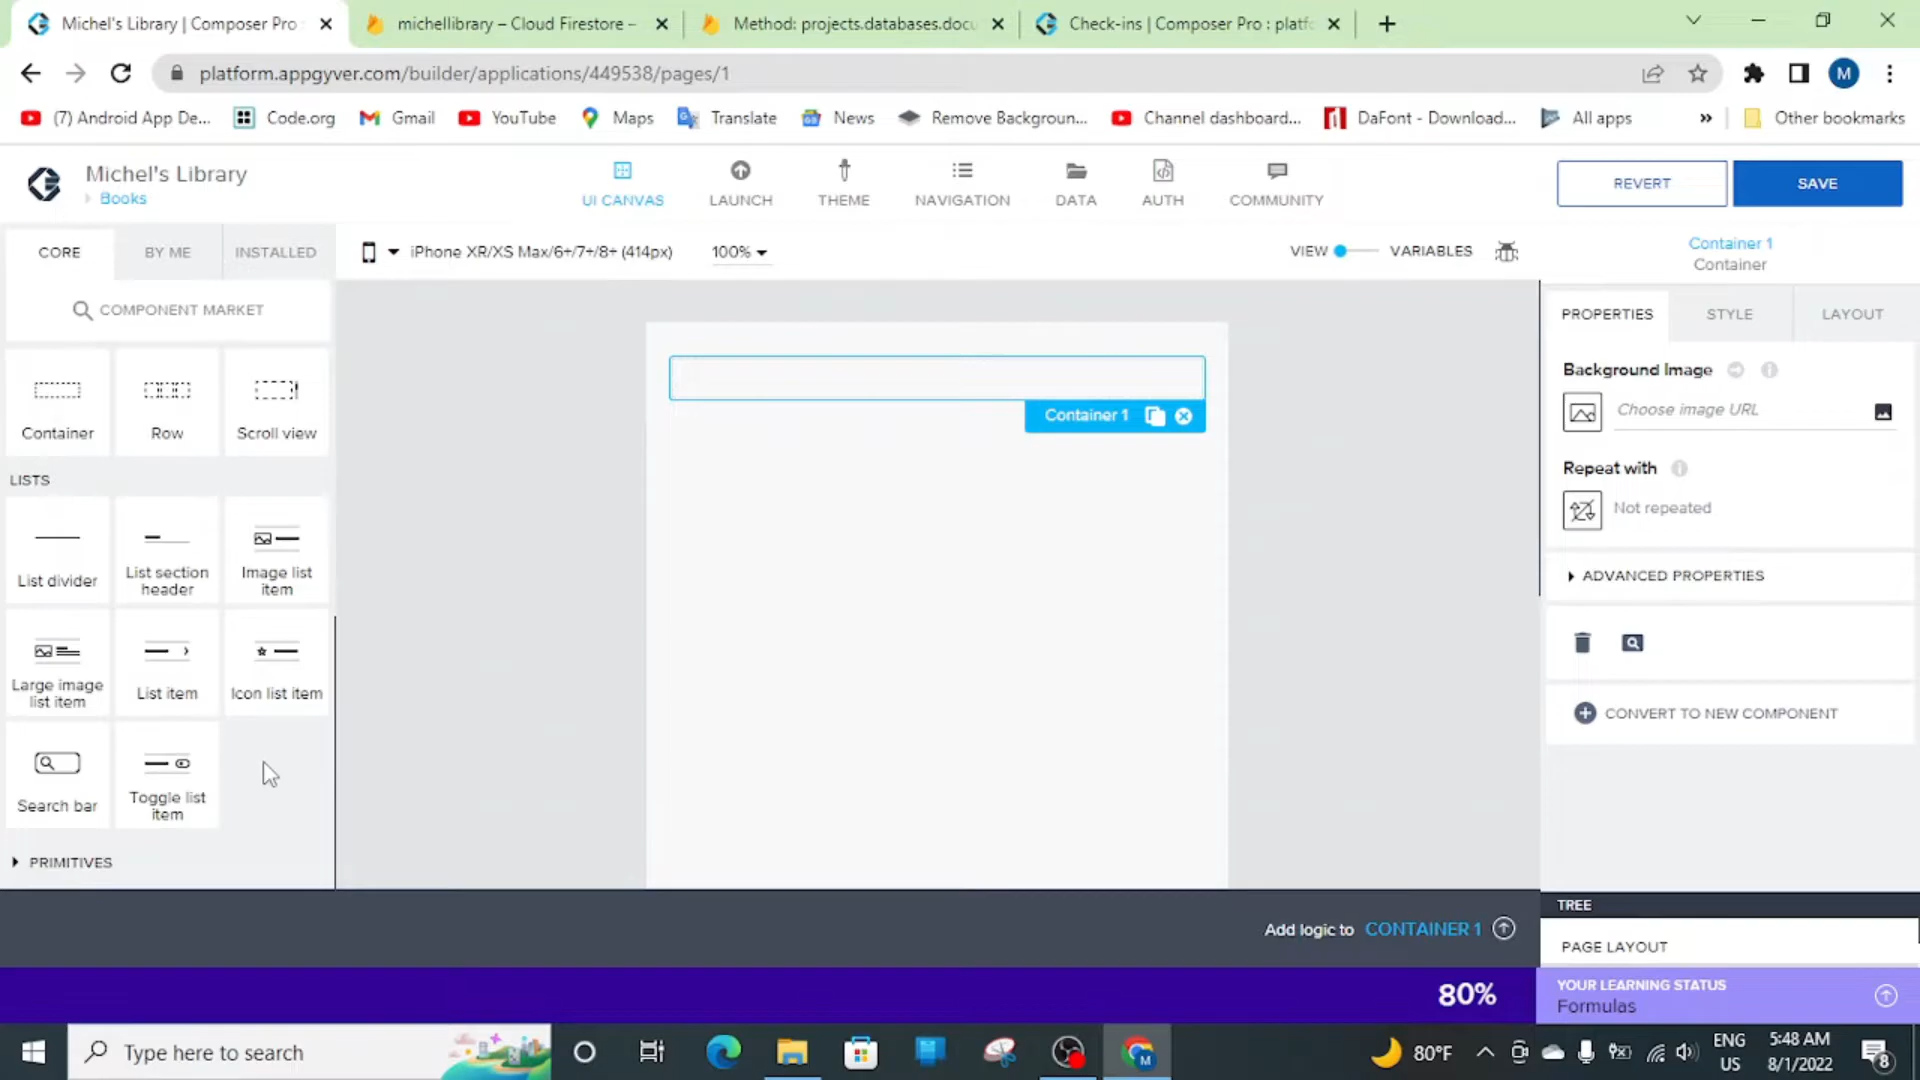 Michel's Library | Composer Pro :
michellibrary – Cloud Firestore –
Method: projects.databases.docu
Check-ins | Composer Pro : platfo
platform.appgyver.com/builder/applications/449538/pages/1
M
(7) Android App De...
Code.org
Gmail
YouTube
Maps
Translate
News
Remove Backgroun...
Channel dashboard...
DaFont - Download...
All apps
»
Other bookmarks
Michel's Library
Books
UI CANVAS
LAUNCH
THEME
NAVIGATION
DATA
AUTH
COMMUNITY
REVERT
SAVE
CORE
BY ME
INSTALLED
iPhone XR/XS Max/6+/7+/8+ (414px)
100%
VIEW
VARIABLES
Container 1
Container
COMPONENT MARKET
PROPERTIES
STYLE
LAYOUT
Container
Row
Scroll view
Background Image
Choose image URL
Container 1
Repeat with
Not repeated
LISTS
List divider
List section header
Image list item
ADVANCED PROPERTIES
Large image list item
List item
Icon list item
CONVERT TO NEW COMPONENT
Search bar
Toggle list item
PRIMITIVES
Add logic to CONTAINER 1
TREE
PAGE LAYOUT
80%
YOUR LEARNING STATUS
Formulas
Type here to search
M
80°F
ENG
US
5:48 AM
8/1/2022
8